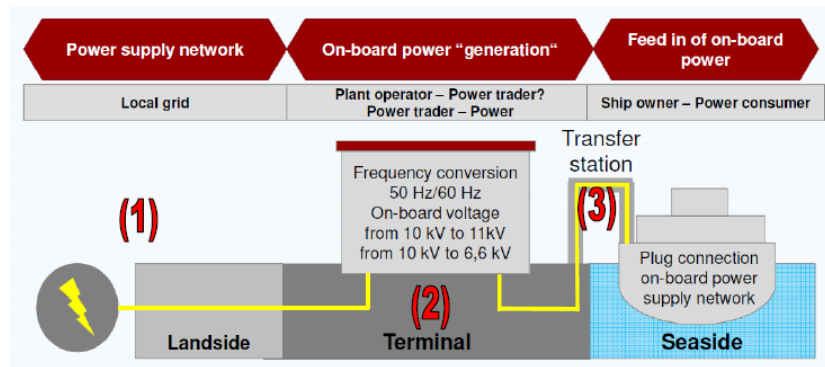 Power supply network
On-board power “generation“
Feed in of on-board
power
Local grid
Plant operator – Power trader?
Power trader – Power
Ship owner – Power consumer
Transfer
station
Frequency conversion
50 Hz/60 Hz
On-board voltage
from 10 kV to 11kV
from 10 kV to 6,6 kV
(1)
(3)
Plug connection
on-board power
supply network
(2)
Landside
Terminal
Seaside